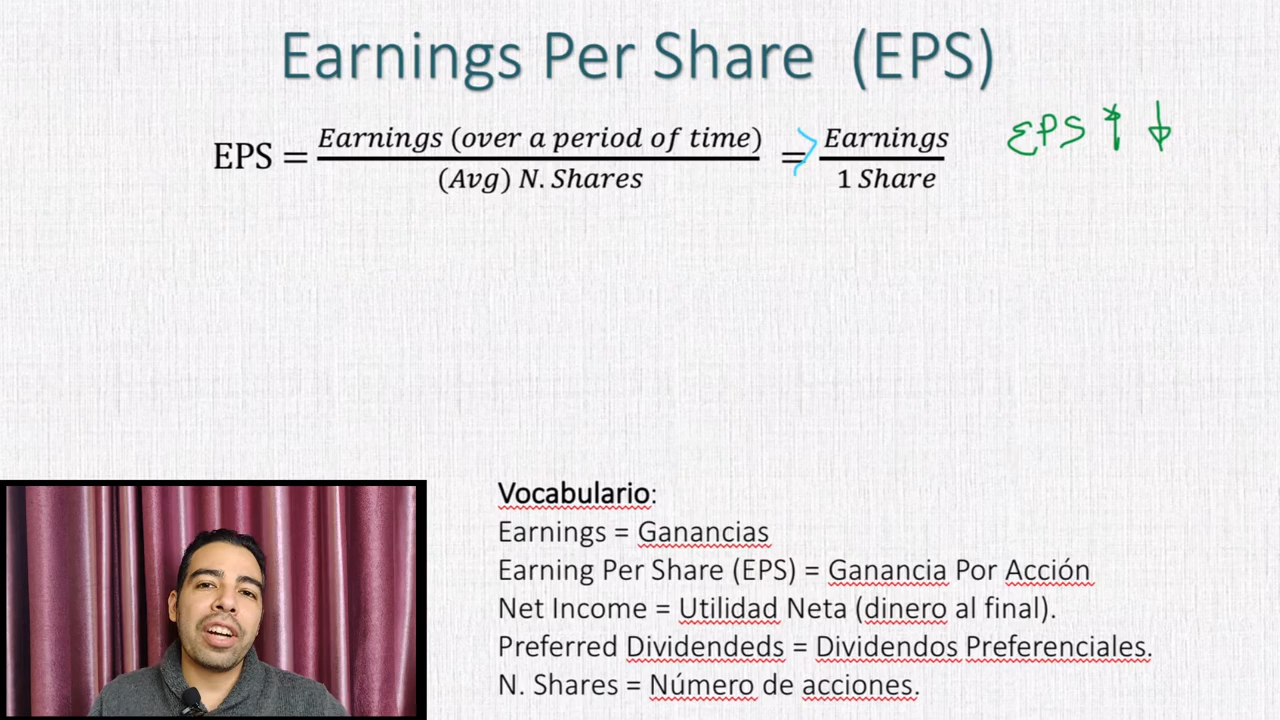 Earnings Per Share (EPS)
EPS = Earnings (over a period of time) / (Avg) N. Shares = Earnings / 1 Share
EPS ↑ ↓
Vocabulario:
Earnings = Ganancias
Earning Per Share (EPS) = Ganancia Por Acción
Net Income = Utilidad Neta (dinero al final).
Preferred Dividendeds = Dividendos Preferenciales.
N. Shares = Número de acciones.